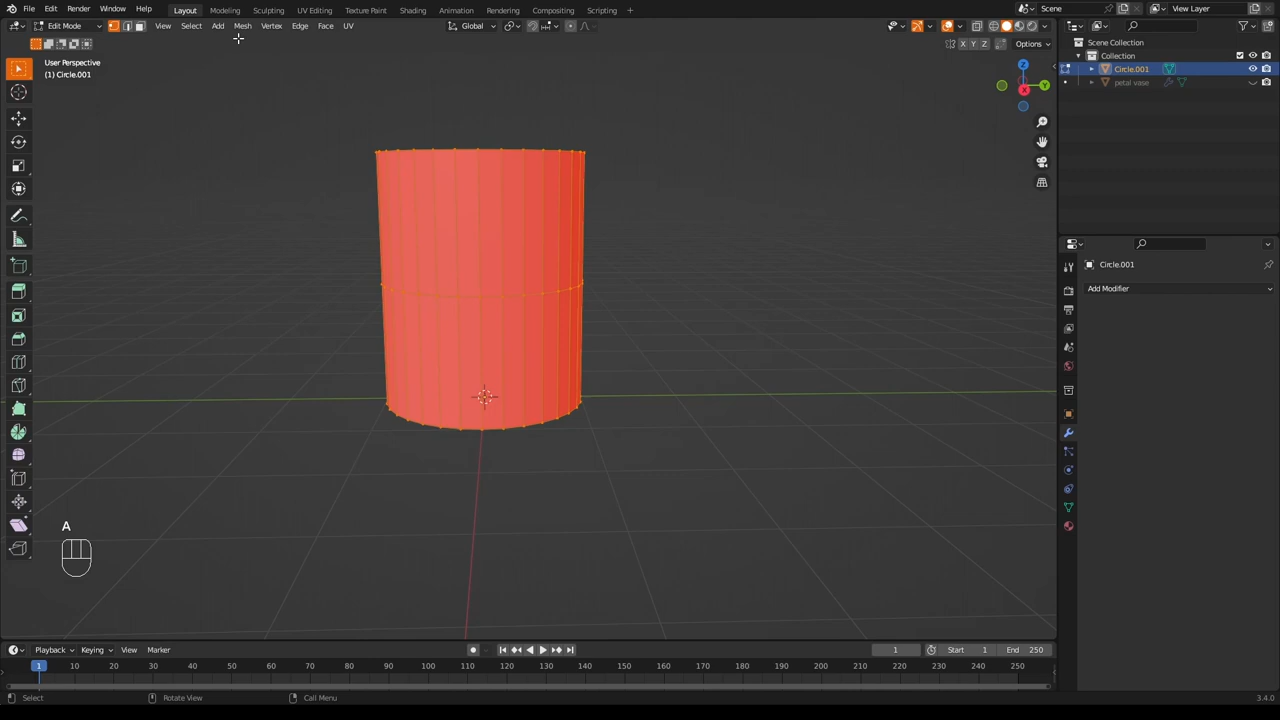 File Edit Render Window Help Layout Modeling Sculpting UV Editing Texture Paint Shading Animation Rendering Compositing Scripting Scene View Layer
Edit Mode View Select Add Mesh Vertex Edge Face UV Global
X Y Z Options
Scene Collection
Collection
User Perspective
(1) Circle.001
Circle.001
petal vase
Z
Y
X
Circle.001
Add Modifier
A
Playback Keying View Marker 1 Start 1 End 250
1 10 20 30 40 50 60 70 80 90 100 110 120 130 140 150 160 170 180 190 200 210 220 230 240 250
Select Rotate View Call Menu 3.4.0